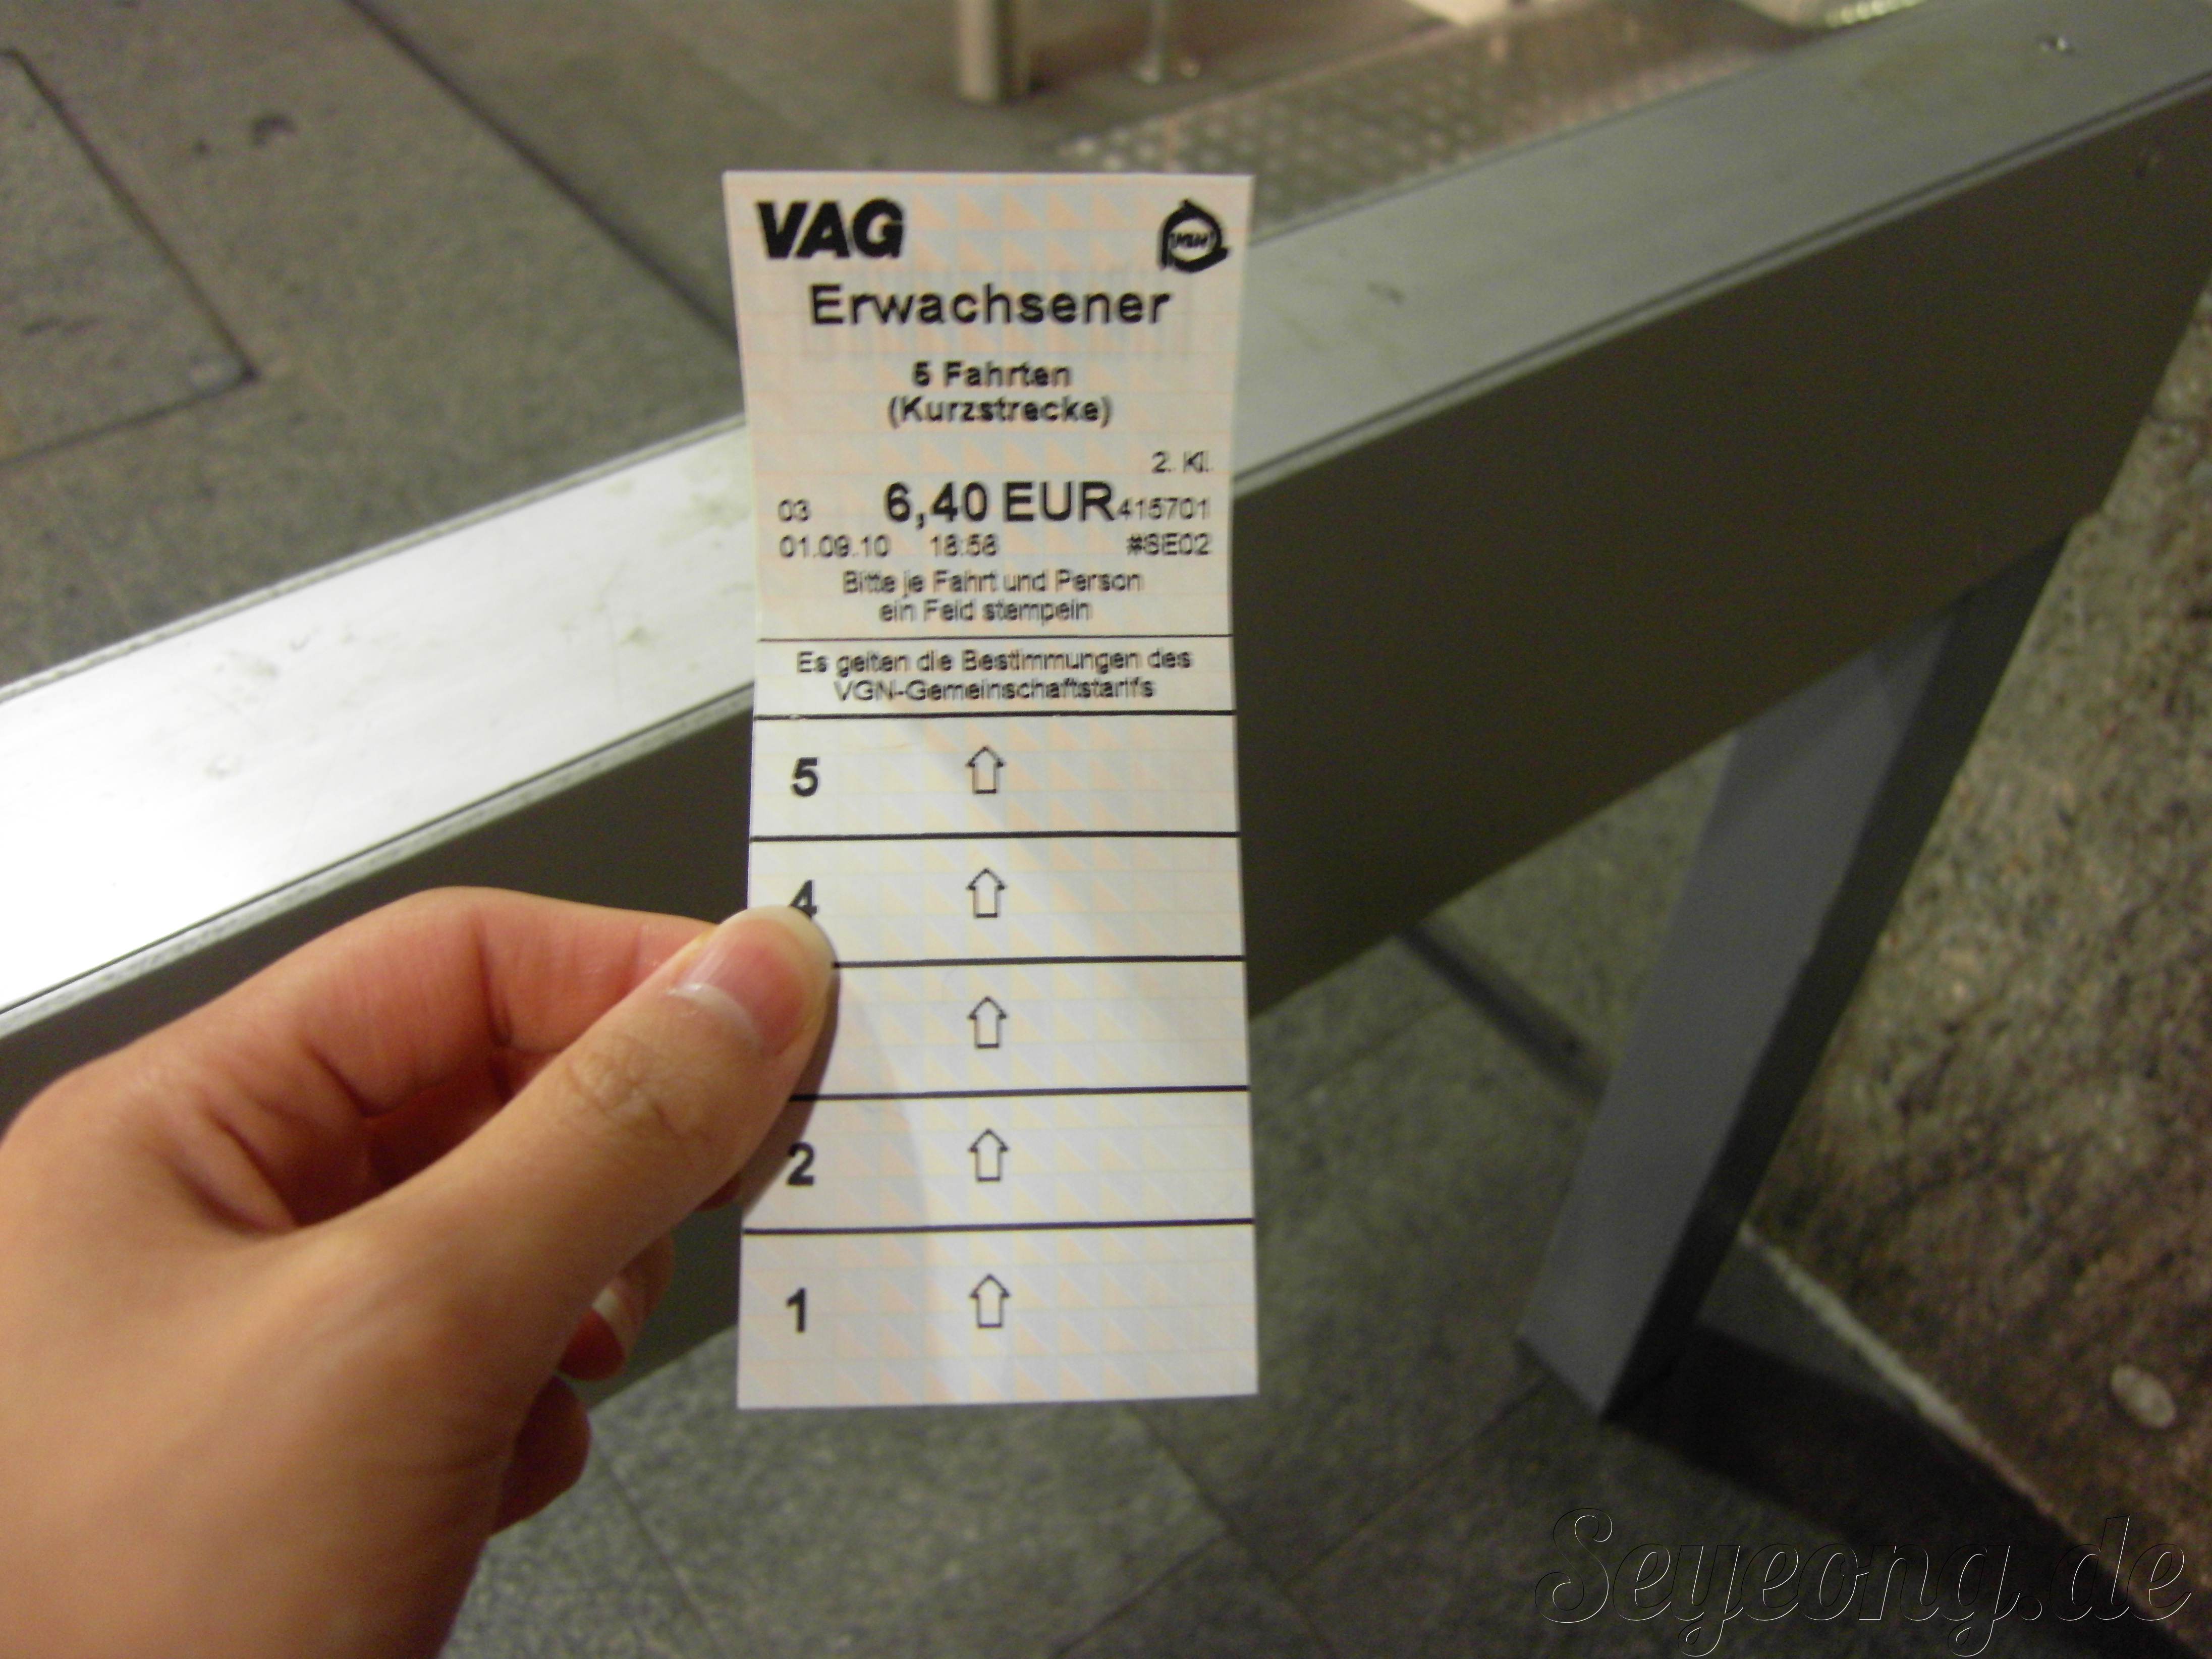 VAG VGN
Erwachsener
5 Fahrten
(Kurzstrecke)
2. Kl.
03 6,40 EUR 415701
01.09.10 18:58 #SE02
Bitte je Fahrt und Person
ein Feld stempeln
Es gelten die Bestimmungen des
VGN-Gemeinschaftstarifs
5
4
2
1
Seyeong.de